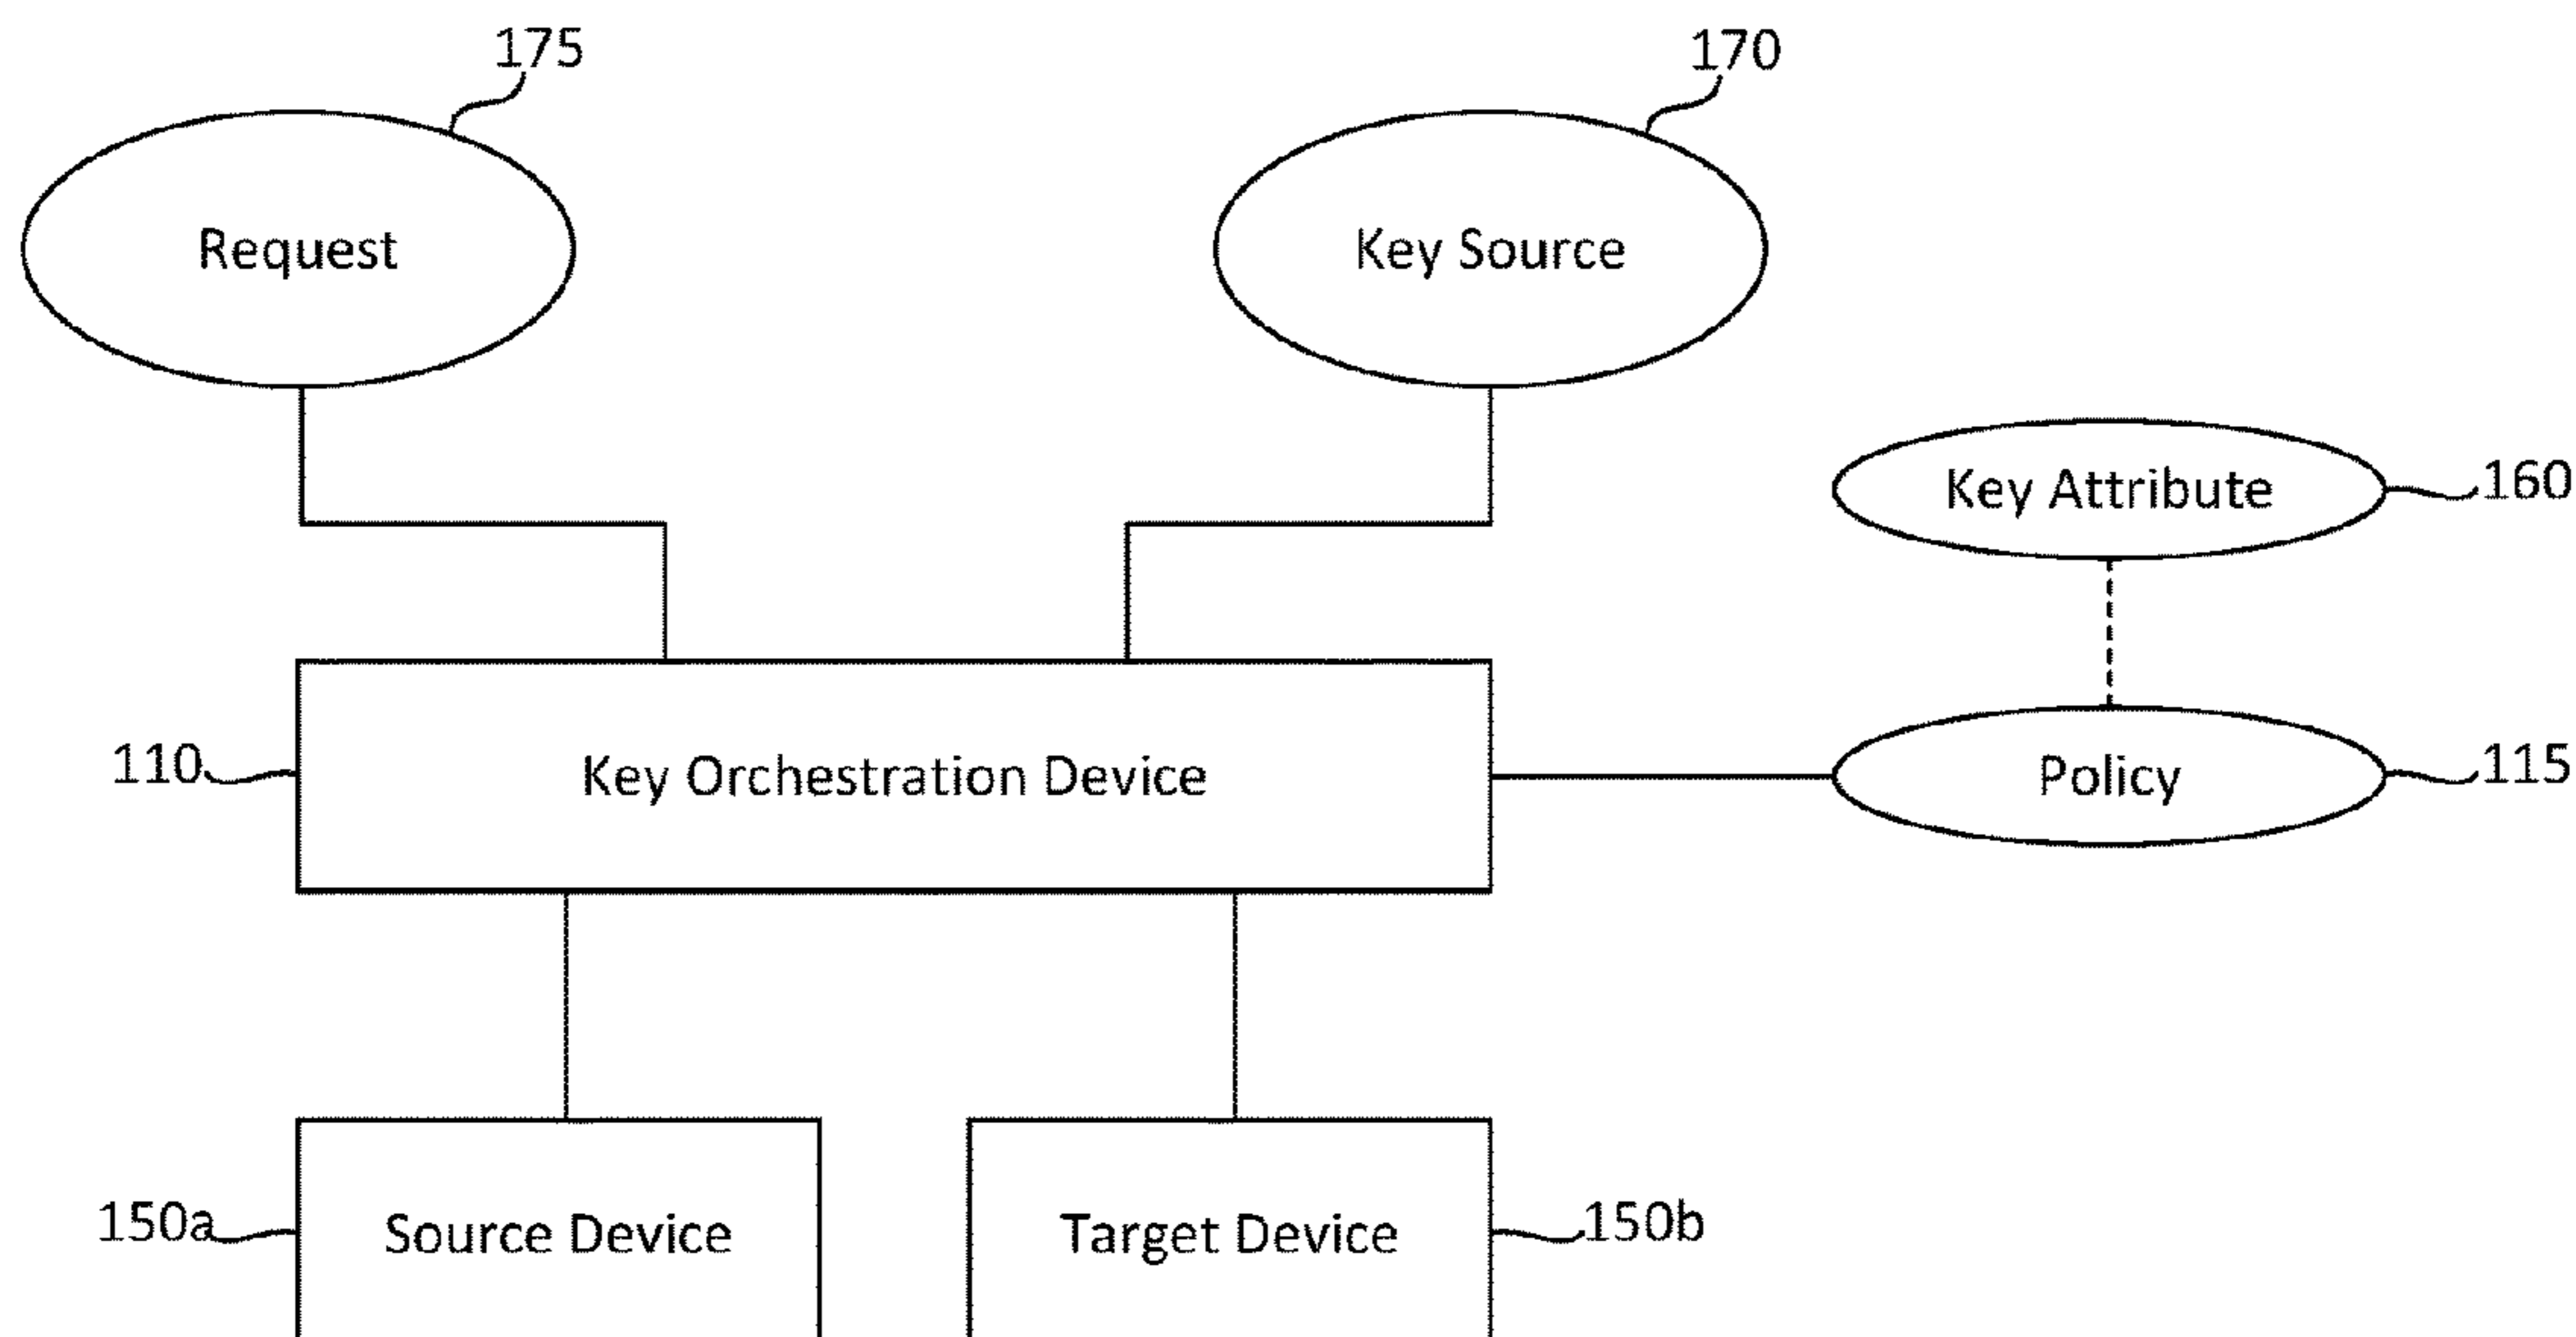 175
170
Request
Key Source
Key Attribute
160
110
Key Orchestration Device
Policy
115
150a
Source Device
Target Device
150b